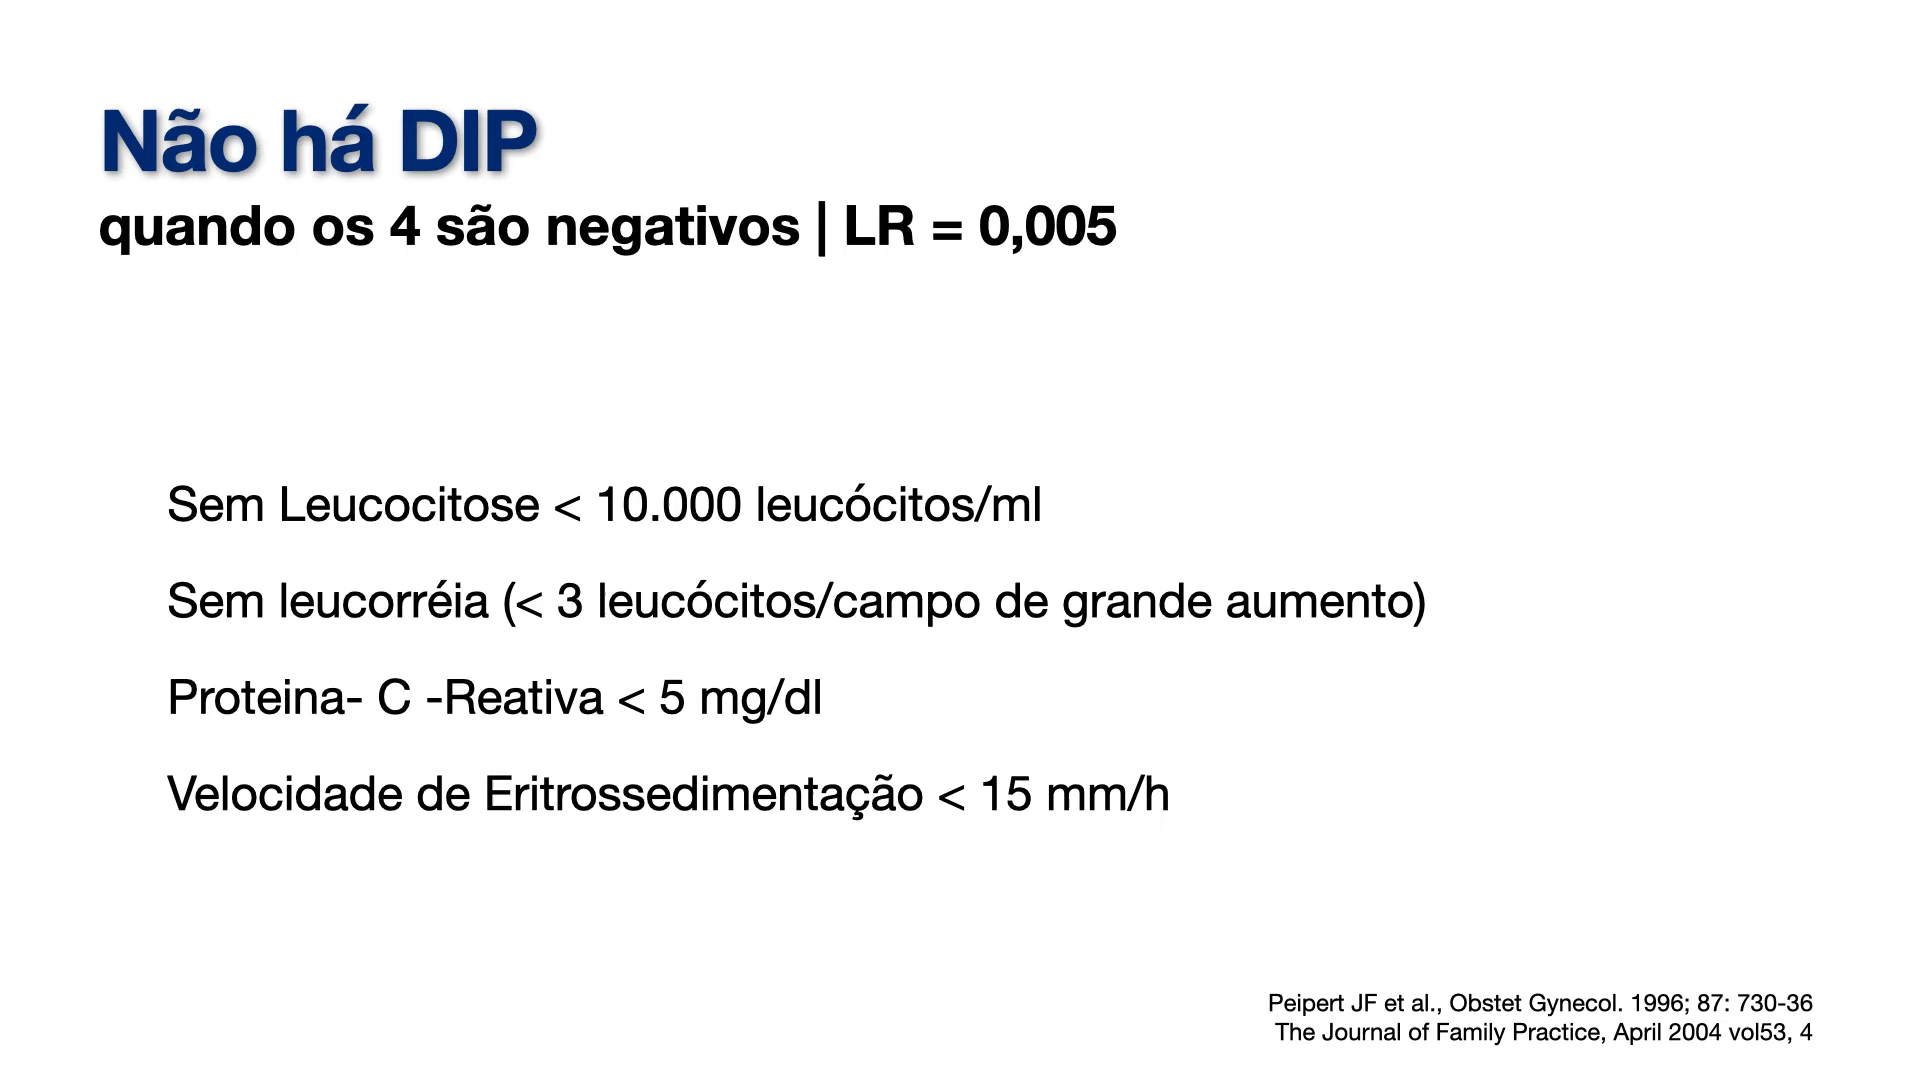 Não há DIP
quando os 4 são negativos | LR = 0,005
Sem Leucocitose < 10.000 leucócitos/ml
Sem leucorréia (< 3 leucócitos/campo de grande aumento)
Proteina- C -Reativa < 5 mg/dl
Velocidade de Eritrossedimentação < 15 mm/h
Peipert JF et al., Obstet Gynecol. 1996; 87: 730-36
The Journal of Family Practice, April 2004 vol53, 4